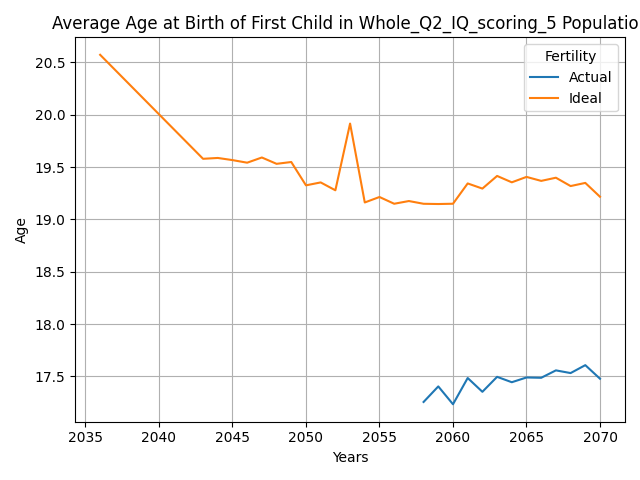 Average Age at Birth of First Child in Whole_Q2_IQ_scoring_5 Populatio
Fertility
Actual
Ideal
20.5
20.0
19.5
19.0
18.5
18.0
17.5
Age
2035 2040 2045 2050 2055 2060 2065 2070
Years